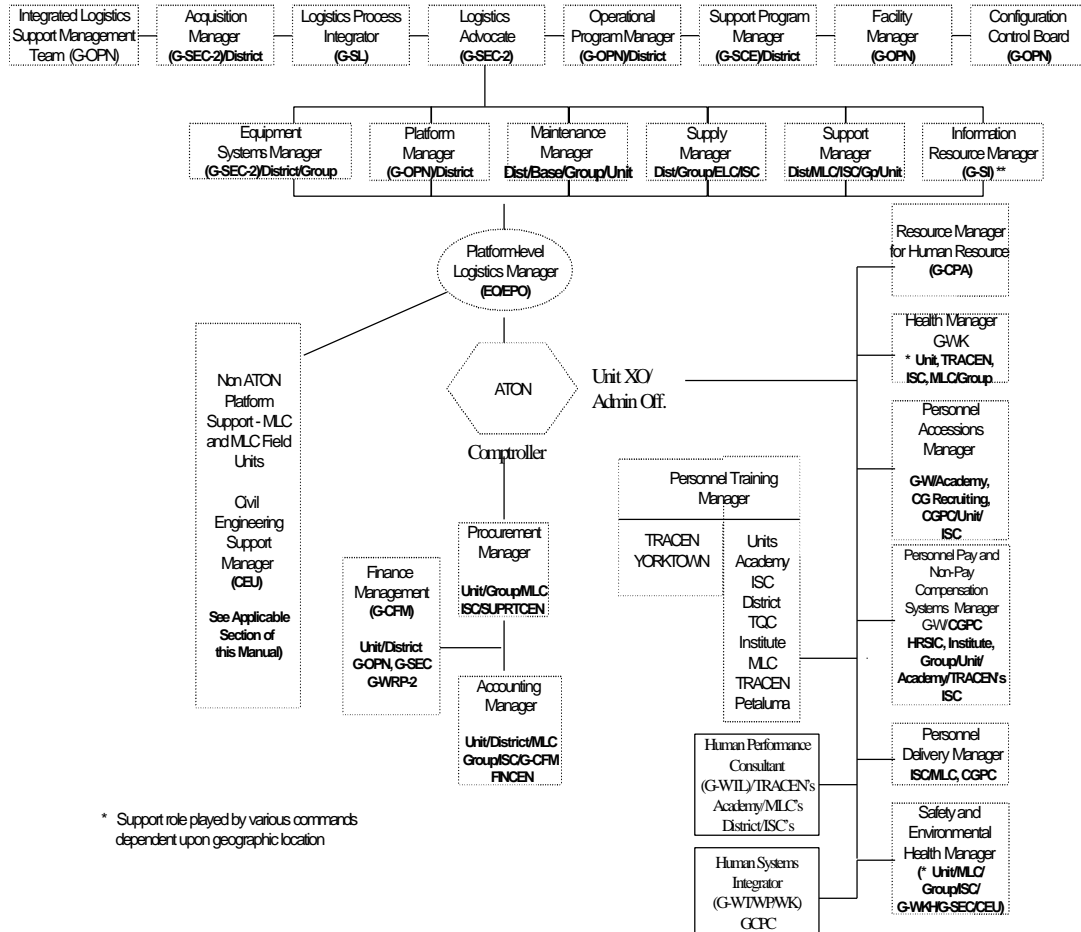 Integrated Logistics
Support Management
Team (G-OPN)
Acquisition
Manager
(G-SEC-2)/District
Logistics Process
Integrator
(G-SL)
Logistics
Advocate
(G-SEC-2)
Operational
Program Manager
(G-OPN)/District
Support Program
Manager
(G-SCE)/District
Facility
Manager
(G-OPN)
Configuration
Control Board
(G-OPN)
Equipment
Systems Manager
(G-SEC-2)/District/Group
Platform
Manager
(G-OPN)/District
Maintenance
Manager
Dist/Base/Group/Unit
Supply
Manager
Dist/Group/ELC/ISC
Support
Manager
Dist/MLC/ISC/Gp/Unit
Information
Resource Manager
(G-SI) **
Platform-level
Logistics Manager
(EO/EPO)
Resource Manager
for Human Resource
(G-CPA)
Health Manager
G-WK
* Unit, TRACEN,
ISC, MLC/Group
Non ATON
Platform
Support - MLC
and MLC Field
Units
Civil
Engineering
Support
Manager
(CEU)
See Applicable
Section of
this Manual)
ATON
Unit XO/
Admin Off.
Comptroller
Personnel
Accessions
Manager
G-W/Academy,
CG Recruiting,
CGPC/Unit/
ISC
Personnel Training
Manager
TRACEN
YORKTOWN
Units
Academy
ISC
District
TQC
Institute
MLC
TRACEN
Petaluma
Procurement
Manager
Unit/Group/MLC
ISC/SUPRTCEN
Finance
Management
(G-CFM)
Unit/District
G-OPN, G-SEC
G-WRP-2
Accounting
Manager
Unit/District/MLC
Group/ISC/G-CFM
FINCEN
Personnel Pay and
Non-Pay
Compensation
Systems Manager
G-W/CGPC
HRSIC, Institute,
Group/Unit/
Academy/TRACEN's
ISC
Human Performance
Consultant
(G-WTL)/TRACEN's
Academy/MLC's
District/ISC's
Personnel
Delivery Manager
ISC/MLC, CGPC
Human Systems
Integrator
(G-WT/WP/WK)
GCPC
Safety and
Environmental
Health Manager
(* Unit/MLC/
Group/ISC/
G-WKH/G-SEC/CEU)
* Support role played by various commands
dependent upon geographic location